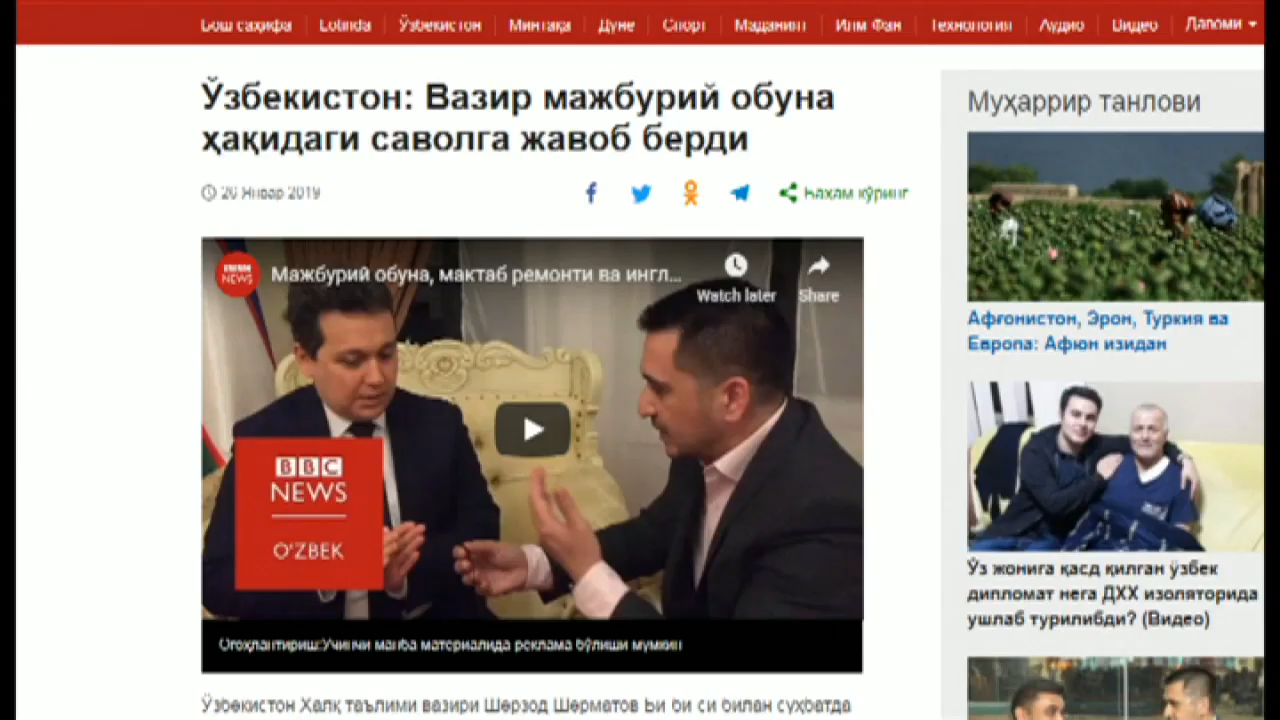 Бош саҳифа Lotinda Ўзбекистон Минтақа Дунё Спорт Маданият Илм Фан Технология Аудио Видео Давоми
Ўзбекистон: Вазир мажбурий обуна
ҳақидаги саволга жавоб берди
20 Январ 2019
Баҳам кўринг
BBC NEWS
Мажбурий обуна, мактаб ремонти ва ингл...
Watch later Share
BBC
NEWS
O'ZBEK
Огоҳлантириш:Учинчи манба материалида реклама бўлиши мумкин
Ўзбекистон Халқ таълими вазири Шерзод Шерматов Би би си билан суҳбатда
Муҳаррир танлови
Афғонистон, Эрон, Туркия ва
Европа: Афюн изидан
Ўз жонига қасд қилган ўзбек
дипломат нега ДХХ изоляторида
ушлаб турилибди? (Видео)